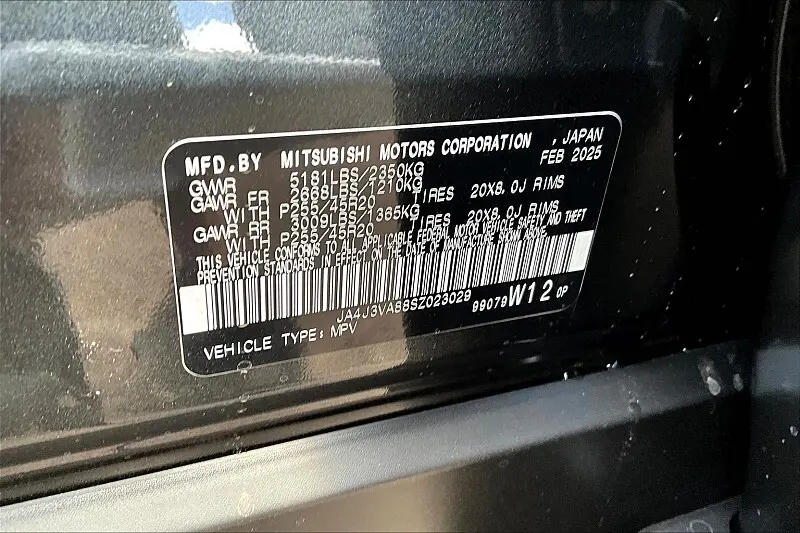 MFD.BY MITSUBISHI MOTORS CORPORATION , JAPAN
FEB 2025
GVWR 5181LBS/2350KG
GAWR FR 2668LBS/1210KG
WITH P255/45R20 TIRES 20X8.0J RIMS
GAWR RR 3009LBS/1365KG
WITH P255/45R20 TIRES 20X8.0J RIMS
THIS VEHICLE CONFORMS TO ALL APPLICABLE FEDERAL MOTOR VEHICLE SAFETY AND THEFT
PREVENTION STANDARDS IN EFFECT ON THE DATE OF MANUFACTURE SHOWN ABOVE.
JA4J3VA88SZ023029
99079 W12 0P
VEHICLE TYPE: MPV